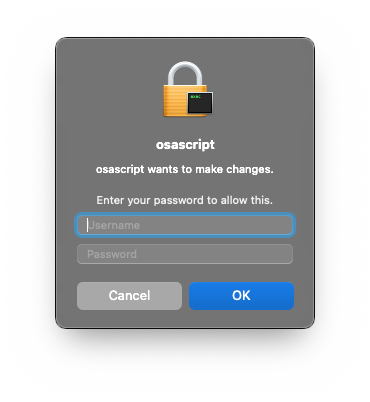 osascript
osascript wants to make changes.
Enter your password to allow this.
Username
Password
Cancel
OK